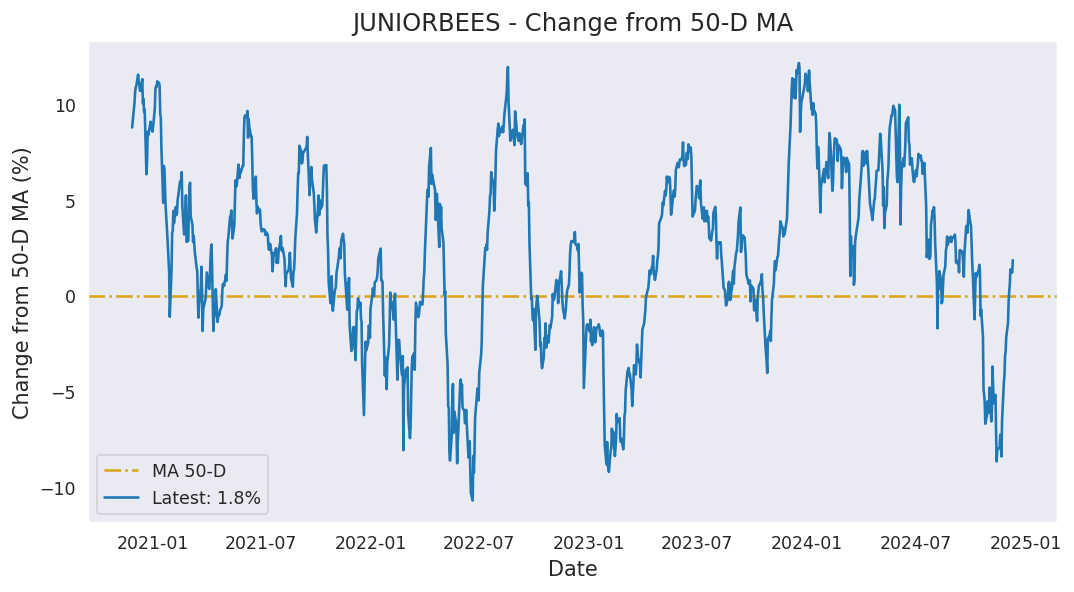 JUNIORBEES - Change from 50-D MA
Change from 50-D MA (%)
10
5
0
−5
−10
MA 50-D
Latest: 1.8%
2021-01
2021-07
2022-01
2022-07
2023-01
2023-07
2024-01
2024-07
2025-01
Date